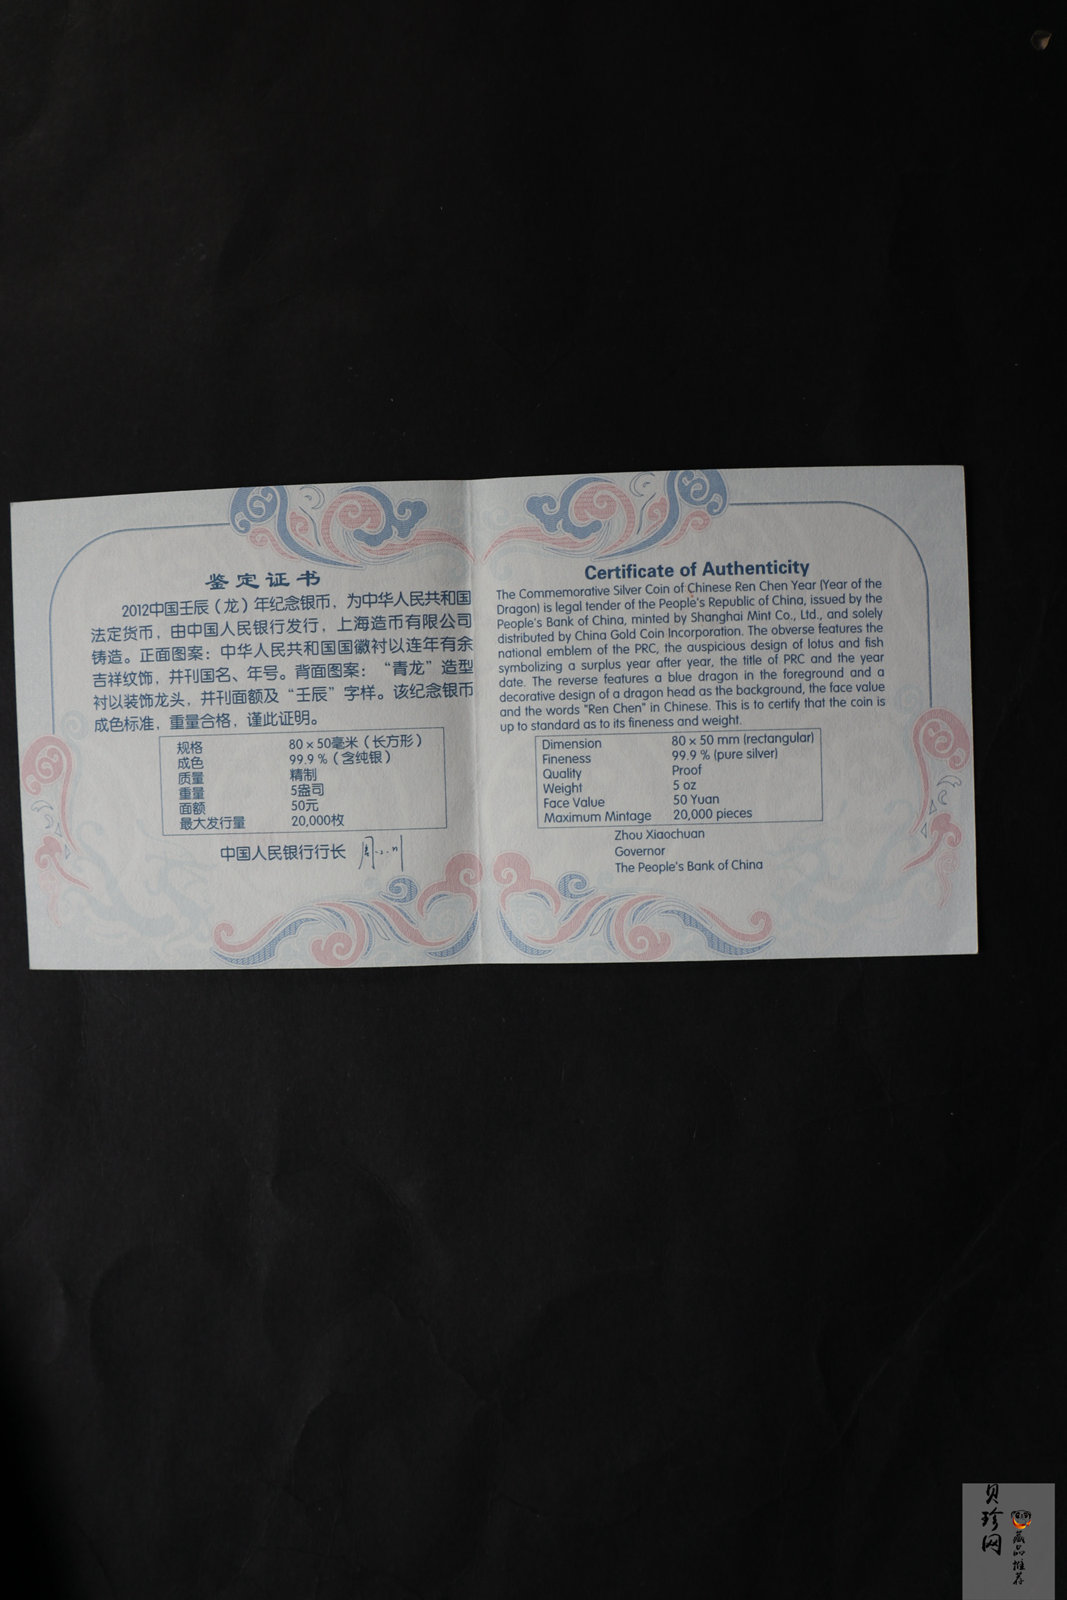 鉴定证书
2012中国壬辰（龙）年纪念银币，为中华人民共和国
法定货币，由中国人民银行发行，上海造币有限公司
铸造。正面图案：中华人民共和国国徽衬以连年有余
吉祥纹饰，并刊国名、年号。背面图案：“青龙”造型
衬以装饰龙头，并刊面额及“壬辰”字样。该纪念银币
成色标准，重量合格，谨此证明。
规格 80×50毫米（长方形）
成色 99.9％（含纯银）
质量 精制
重量 5盎司
面额 50元
最大发行量 20,000枚
中国人民银行行长
Certificate of Authenticity
The Commemorative Silver Coin of Chinese Ren Chen Year (Year of the
Dragon) is legal tender of the People's Republic of China, issued by the
People's Bank of China, minted by Shanghai Mint Co., Ltd., and solely
distributed by China Gold Coin Incorporation. The obverse features the
national emblem of the PRC, the auspicious design of lotus and fish
symbolizing a surplus year after year, the title of PRC and the year
date. The reverse features a blue dragon in the foreground and a
decorative design of a dragon head as the background, the face value
and the words "Ren Chen" in Chinese. This is to certify that the coin is
up to standard as to its fineness and weight.
Dimension 80 × 50 mm (rectangular)
Fineness 99.9 % (pure silver)
Quality Proof
Weight 5 oz
Face Value 50 Yuan
Maximum Mintage 20,000 pieces
Zhou Xiaochuan
Governor
The People's Bank of China
贝珍网
藏品推荐